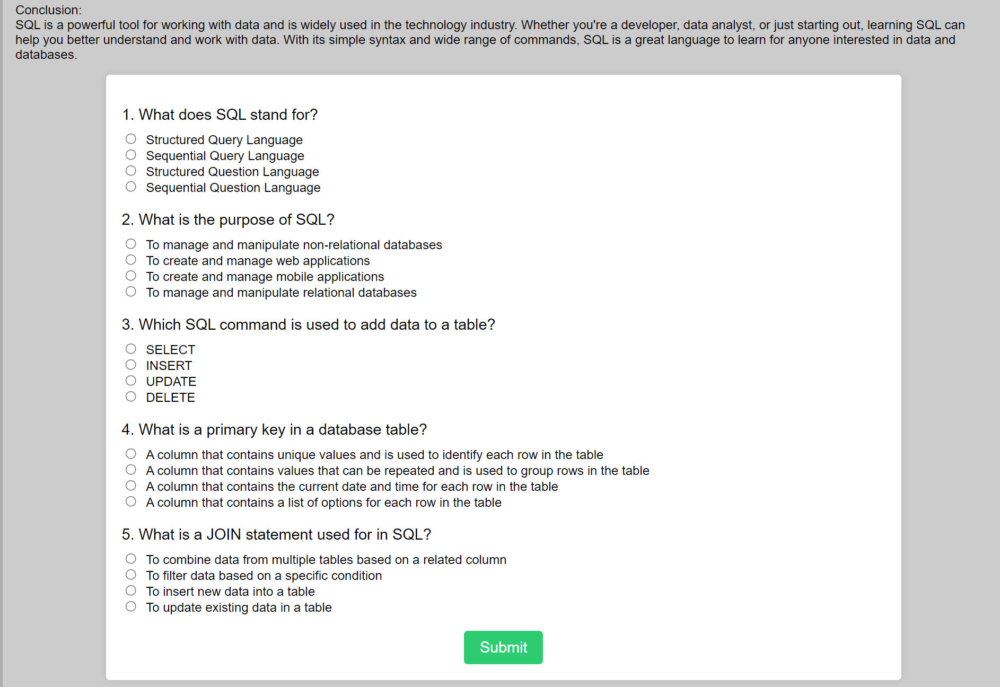 Conclusion:
SQL is a powerful tool for working with data and is widely used in the technology industry. Whether you're a developer, data analyst, or just starting out, learning SQL can
help you better understand and work with data. With its simple syntax and wide range of commands, SQL is a great language to learn for anyone interested in data and
databases.
1. What does SQL stand for?
Structured Query Language
Sequential Query Language
Structured Question Language
Sequential Question Language
2. What is the purpose of SQL?
To manage and manipulate non-relational databases
To create and manage web applications
To create and manage mobile applications
To manage and manipulate relational databases
3. Which SQL command is used to add data to a table?
SELECT
INSERT
UPDATE
DELETE
4. What is a primary key in a database table?
A column that contains unique values and is used to identify each row in the table
A column that contains values that can be repeated and is used to group rows in the table
A column that contains the current date and time for each row in the table
A column that contains a list of options for each row in the table
5. What is a JOIN statement used for in SQL?
To combine data from multiple tables based on a related column
To filter data based on a specific condition
To insert new data into a table
To update existing data in a table
Submit